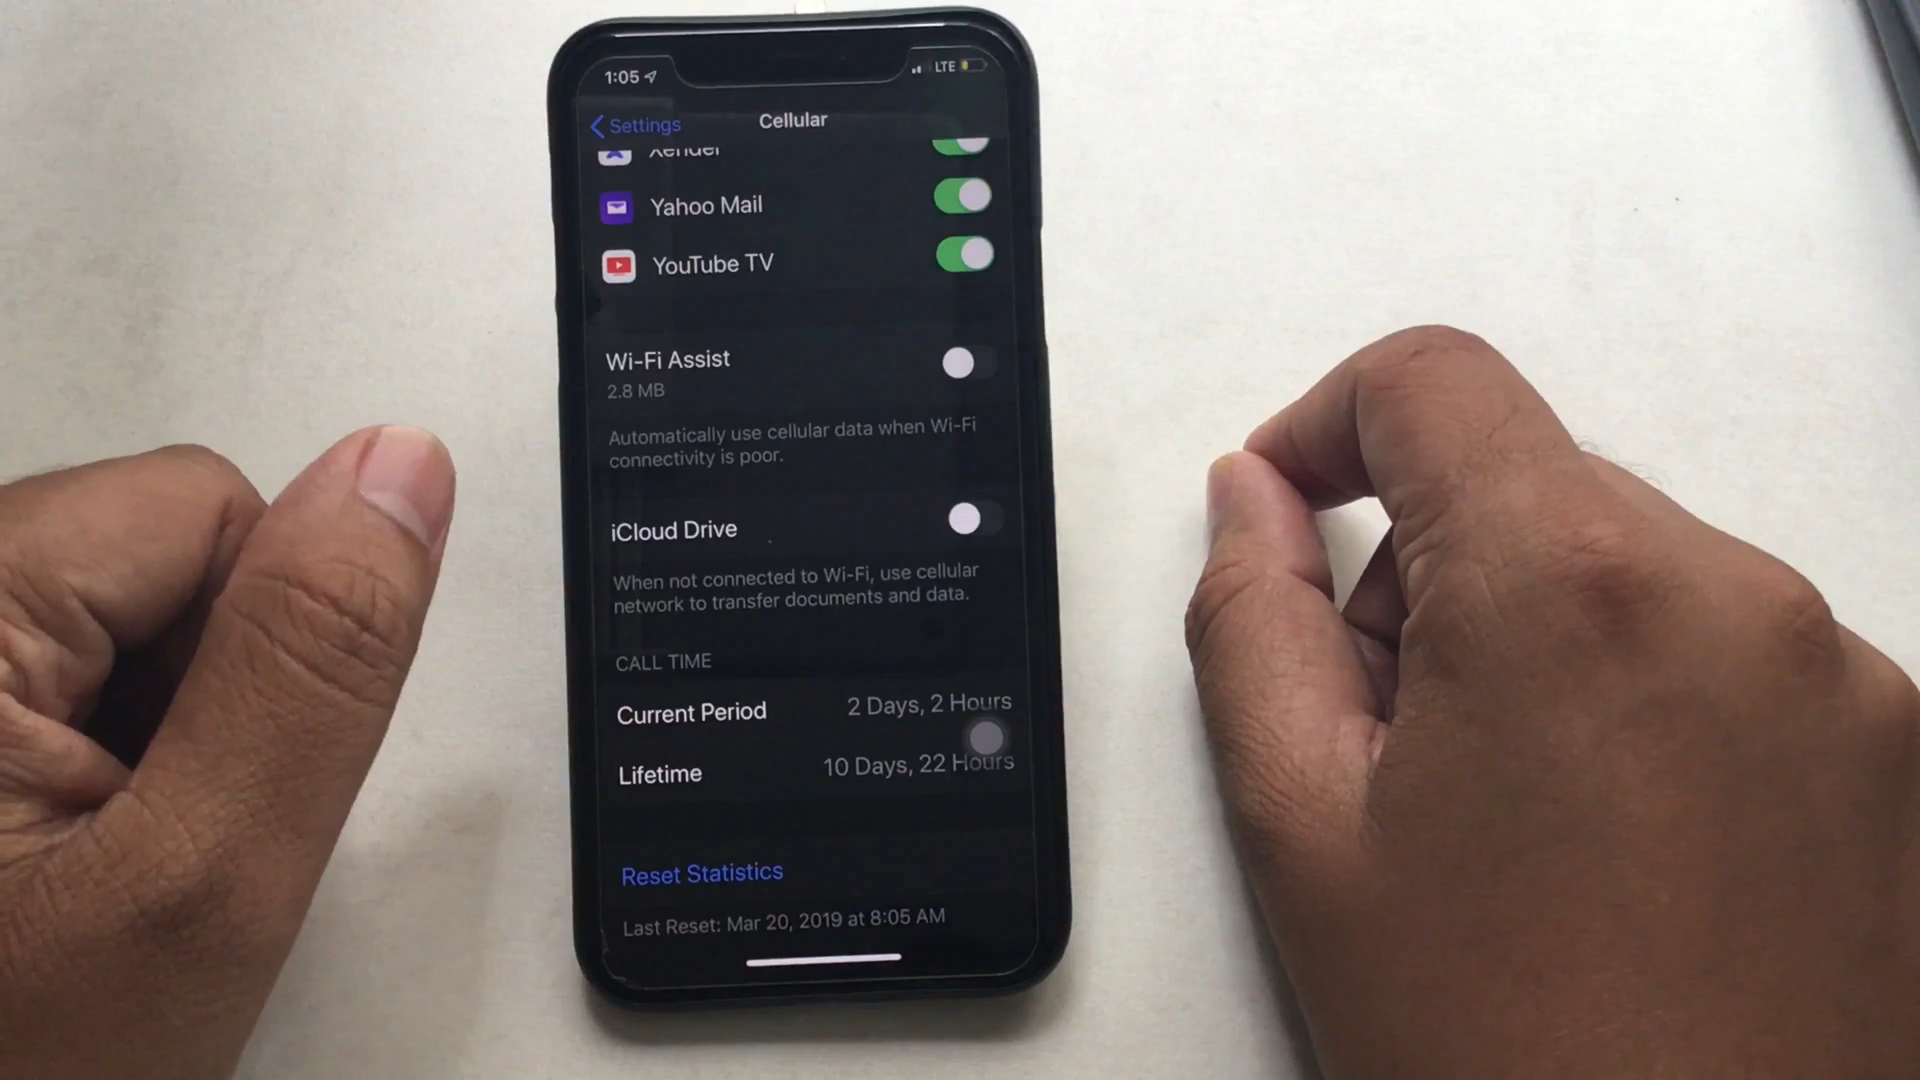 1:05
LTE
Settings
Cellular
Xender
Yahoo Mail
YouTube TV
Wi-Fi Assist
2.8 MB
Automatically use cellular data when Wi-Fi
connectivity is poor.
iCloud Drive
When not connected to Wi-Fi, use cellular
network to transfer documents and data.
CALL TIME
Current Period
2 Days, 2 Hours
Lifetime
10 Days, 22 Hours
Reset Statistics
Last Reset: Mar 20, 2019 at 8:05 AM